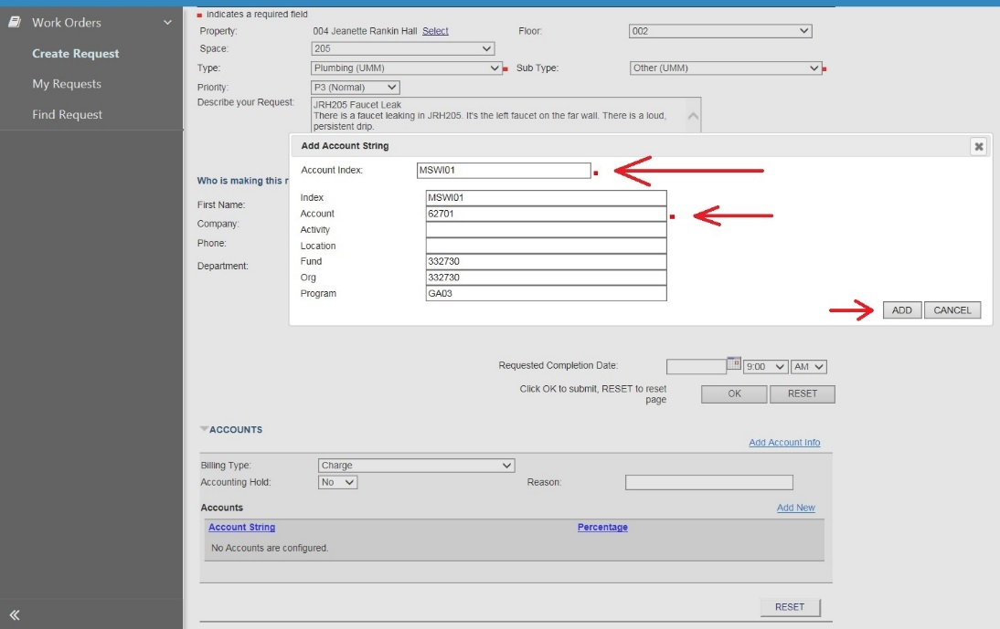 Work Orders
Create Request
My Requests
Find Request
indicates a required field
Property: 004 Jeanette Rankin Hall Select Floor: 002
Space: 205
Type: Plumbing (UMM) Sub Type: Other (UMM)
Priority: P3 (Normal)
Describe your Request: JRH205 Faucet Leak
There is a faucet leaking in JRH205. It's the left faucet on the far wall. There is a loud,
persistent drip.
Add Account String
Account Index: MSWI01
Who is making this r
First Name:
Company:
Phone:
Department:
Index MSWI01
Account 62701
Activity
Location
Fund 332730
Org 332730
Program GA03
ADD CANCEL
Requested Completion Date: 9:00 AM
Click OK to submit, RESET to reset
page
OK RESET
ACCOUNTS
Add Account Info
Billing Type: Charge
Accounting Hold: No Reason:
Accounts Add New
Account String Percentage
No Accounts are configured.
RESET